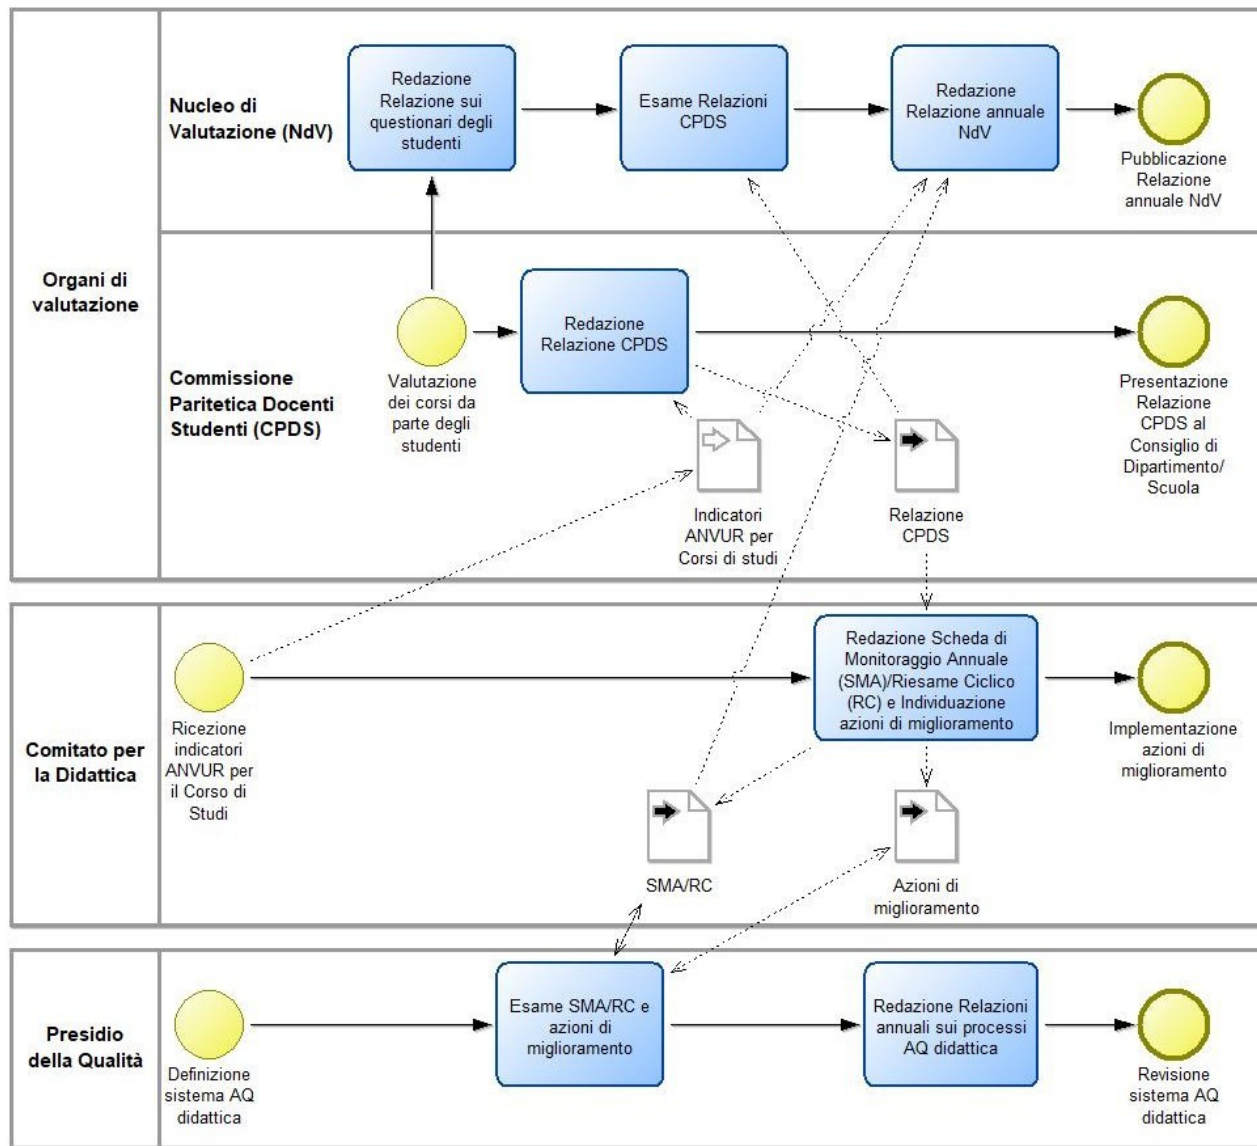 Organi di
valutazione
Nucleo di
Valutazione (NdV)
Redazione
Relazione sui
questionari degli
studenti
Esame Relazioni
CPDS
Redazione
Relazione annuale
NdV
Pubblicazione
Relazione
annuale NdV
Commissione
Paritetica Docenti
Studenti (CPDS)
Valutazione
dei corsi da
parte degli
studenti
Redazione
Relazione CPDS
Indicatori
ANVUR per
Corsi di studi
Relazione
CPDS
Presentazione
Relazione
CPDS al
Consiglio di
Dipartimento/
Scuola
Comitato per
la Didattica
Ricezione
indicatori
ANVUR per
il Corso di
Studi
Redazione Scheda di
Monitoraggio Annuale
(SMA)/Riesame Ciclico
(RC) e Individuazione
azioni di miglioramento
Implementazione
azioni di
miglioramento
SMA/RC
Azioni di
miglioramento
Presidio
della Qualità
Definizione
sistema AQ
didattica
Esame SMA/RC e
azioni di
miglioramento
Redazione Relazioni
annuali sui processi
AQ didattica
Revisione
sistema AQ
didattica